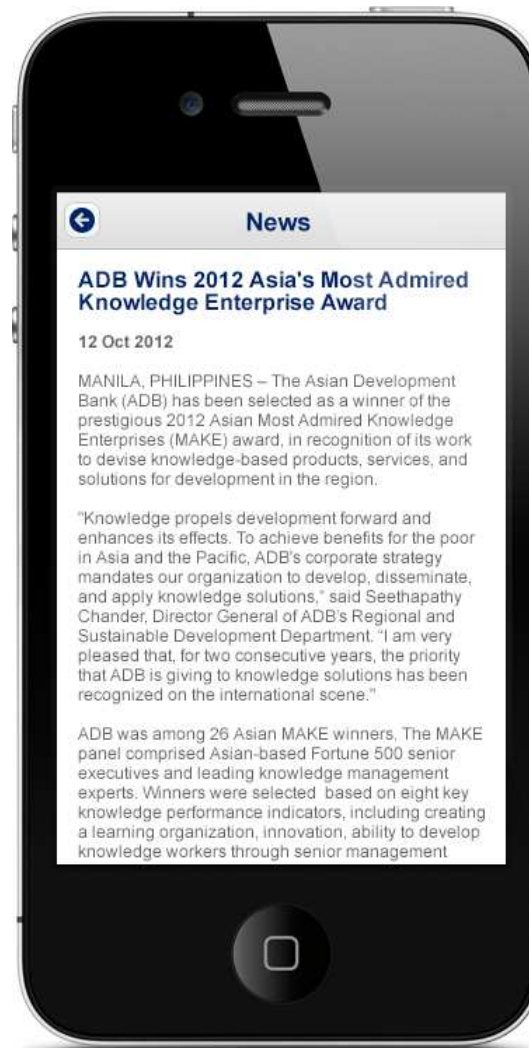 News
ADB Wins 2012 Asia's Most Admired
Knowledge Enterprise Award
12 Oct 2012
MANILA, PHILIPPINES – The Asian Development
Bank (ADB) has been selected as a winner of the
prestigious 2012 Asian Most Admired Knowledge
Enterprises (MAKE) award, in recognition of its work
to devise knowledge-based products, services, and
solutions for development in the region.
"Knowledge propels development forward and
enhances its effects. To achieve benefits for the poor
in Asia and the Pacific, ADB's corporate strategy
mandates our organization to develop, disseminate,
and apply knowledge solutions," said Seethapathy
Chander, Director General of ADB's Regional and
Sustainable Development Department. "I am very
pleased that, for two consecutive years, the priority
that ADB is giving to knowledge solutions has been
recognized on the international scene."
ADB was among 26 Asian MAKE winners. The MAKE
panel comprised Asian-based Fortune 500 senior
executives and leading knowledge management
experts. Winners were selected  based on eight key
knowledge performance indicators, including creating
a learning organization, innovation, ability to develop
knowledge workers through senior management